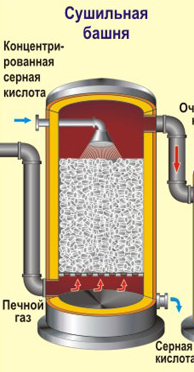 Сушильная
башня
Концентри-
рованная
серная
кислота
Печной
газ
Серная
кислота